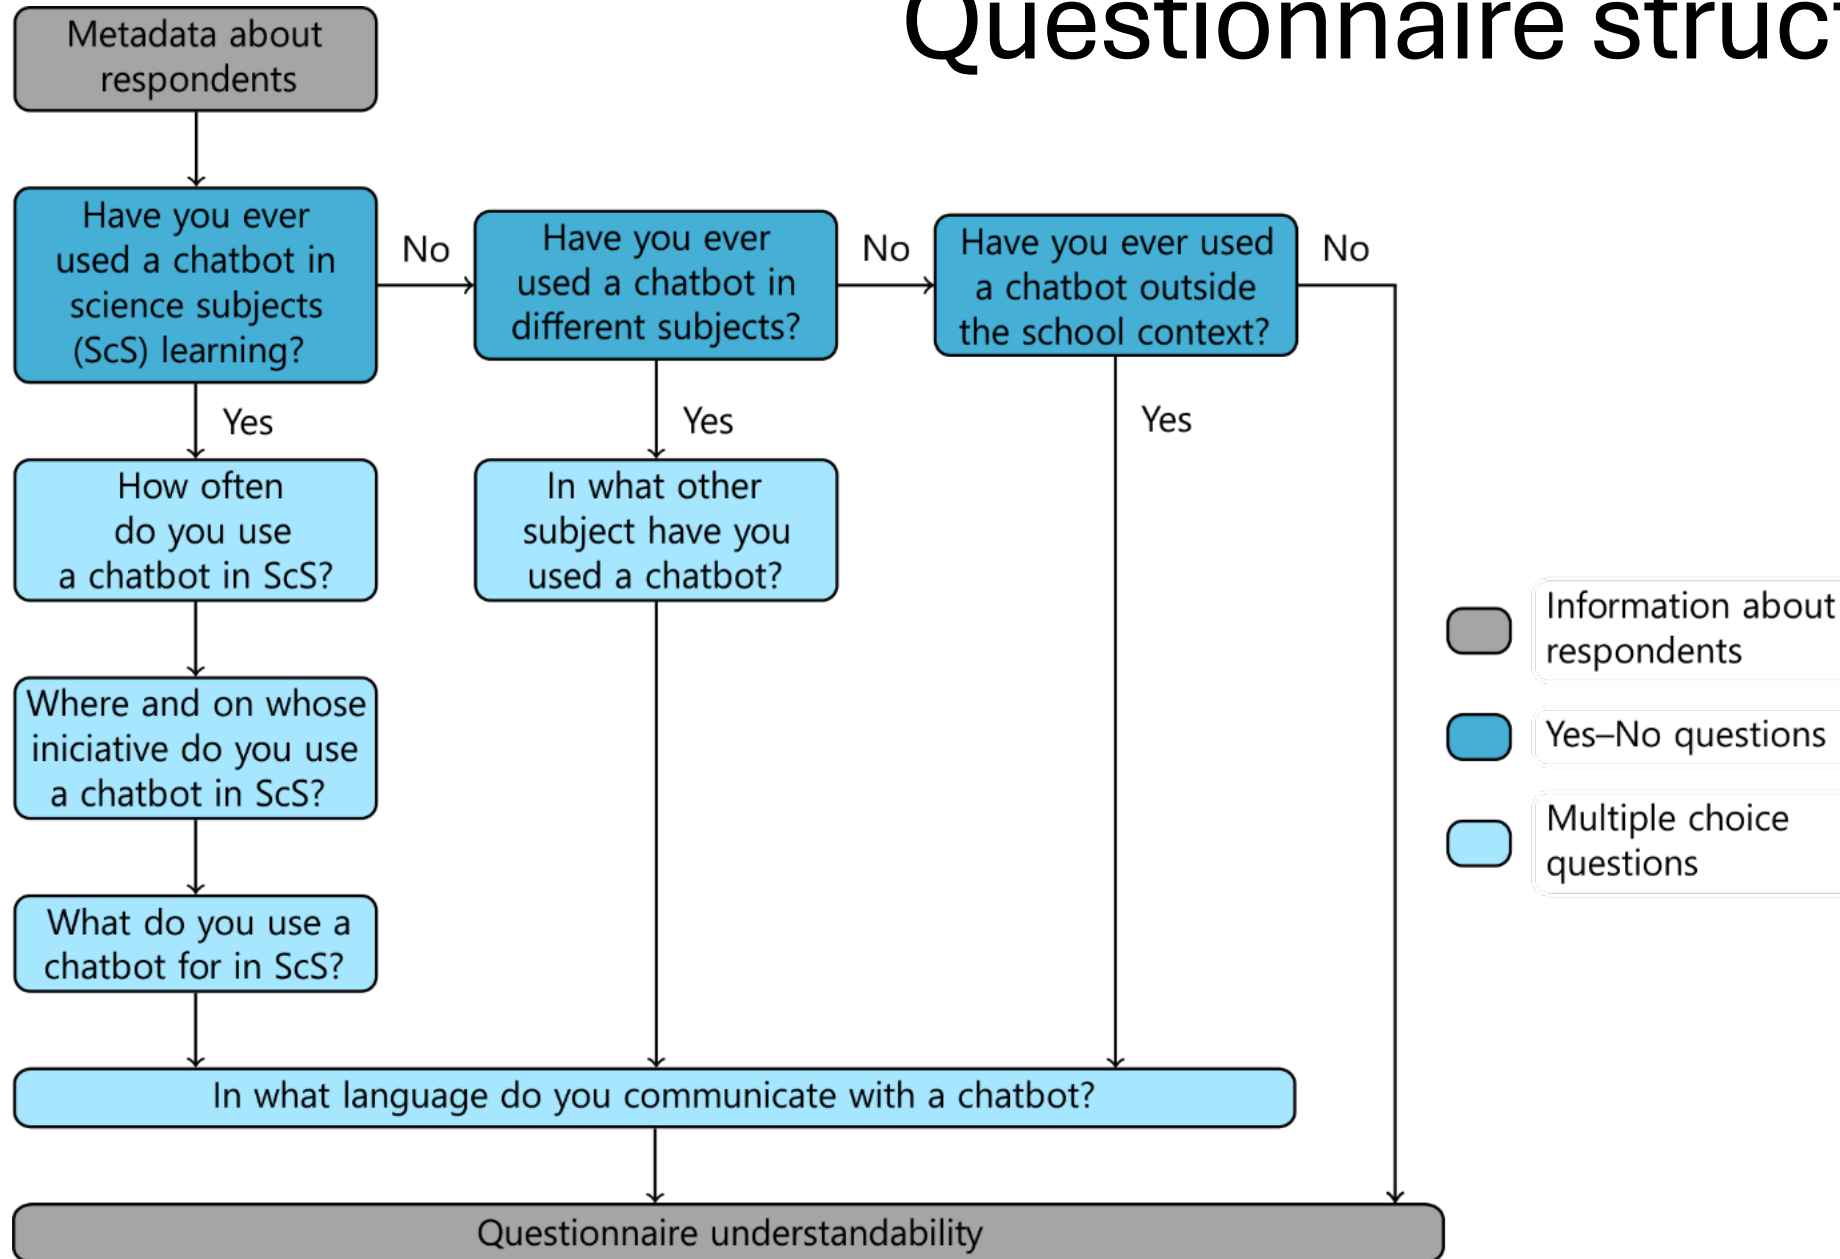 Questionnaire struct
Metadata about
respondents
Have you ever
used a chatbot in
science subjects
(ScS) learning?
No
Have you ever
used a chatbot in
different subjects?
No
Have you ever used
a chatbot outside
the school context?
No
Yes
Yes
Yes
How often
do you use
a chatbot in ScS?
In what other
subject have you
used a chatbot?
Where and on whose
iniciative do you use
a chatbot in ScS?
What do you use a
chatbot for in ScS?
In what language do you communicate with a chatbot?
Questionnaire understandability
Information about
respondents
Yes–No questions
Multiple choice
questions